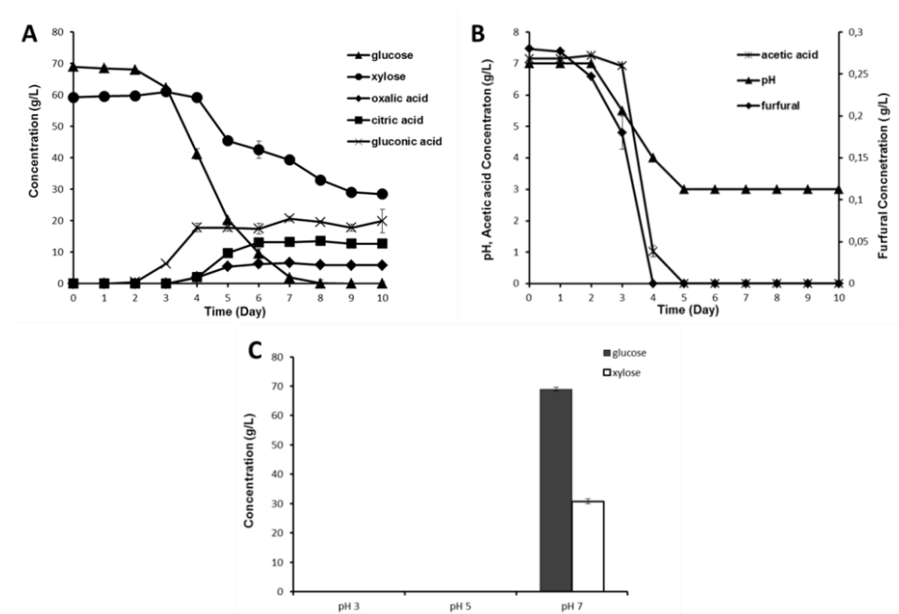 A
Concentration (g/L)
80
70
60
50
40
30
20
10
0
0 1 2 3 4 5 6 7 8 9 10
Time (Day)
glucose
xylose
oxalic acid
citric acid
gluconic acid
B
pH, Acetic acid Concentraton (g/L)
8
7
6
5
4
3
2
1
0
0 1 2 3 4 5 6 7 8 9 10
Time (Day)
acetic acid
pH
furfural
0,3
0,25
0,2
0,15
0,1
0,05
0
Furfural Concnetration ( g/L)
C
Concentration (g/L)
80
70
60
50
40
30
20
10
0
pH 3 pH 5 pH 7
glucose
xylose